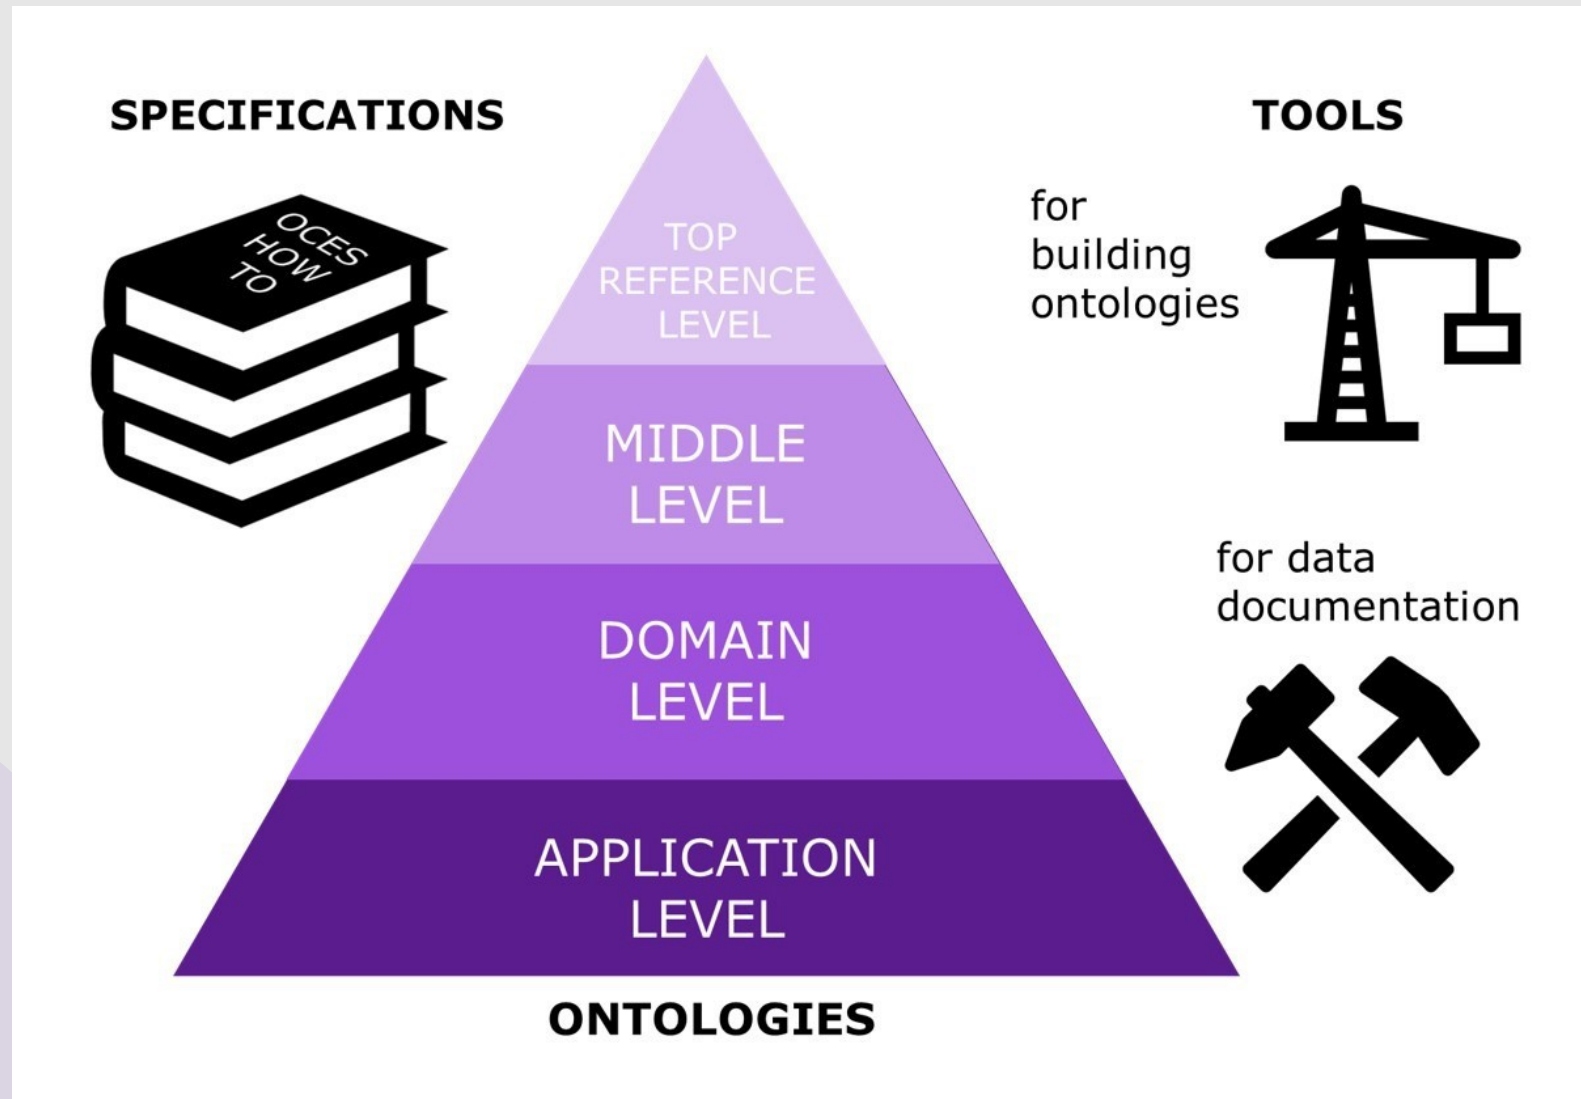 SPECIFICATIONS
OCES
HOW
TO
TOP
REFERENCE
LEVEL
MIDDLE
LEVEL
DOMAIN
LEVEL
APPLICATION
LEVEL
ONTOLOGIES
TOOLS
for
building
ontologies
for data
documentation